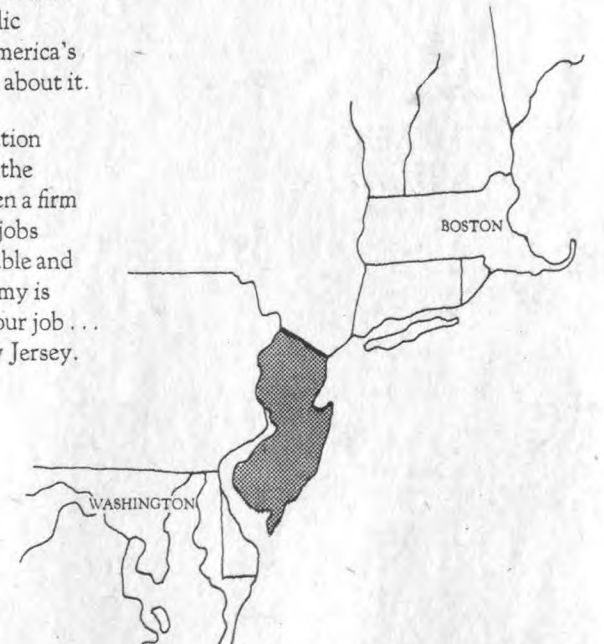 lic
merica's
about it.
tion
the
en a firm
jobs
ble and
my is
our job . . .
y Jersey.
BOSTON
WASHINGTON